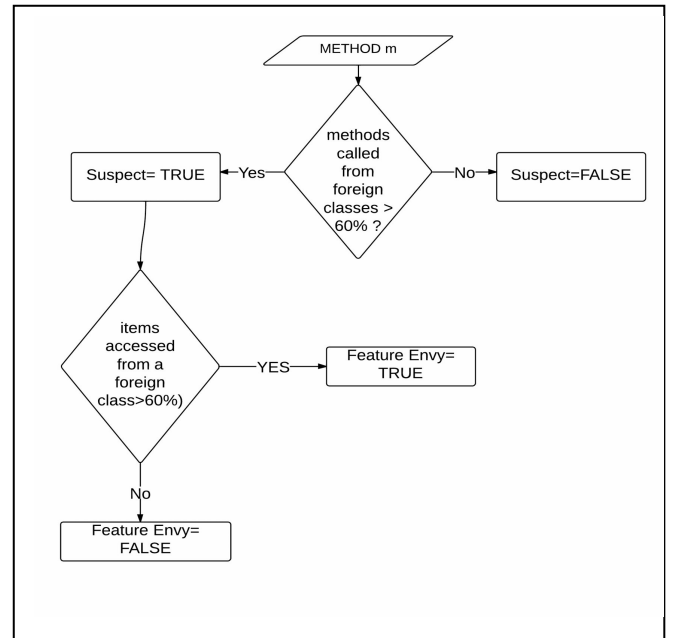 METHOD m
methods
called
from
foreign
classes >
60% ?
Yes
No
Suspect= TRUE
Suspect=FALSE
items
accessed
from a
foreign
class>60%)
YES
Feature Envy=
TRUE
No
Feature Envy=
FALSE